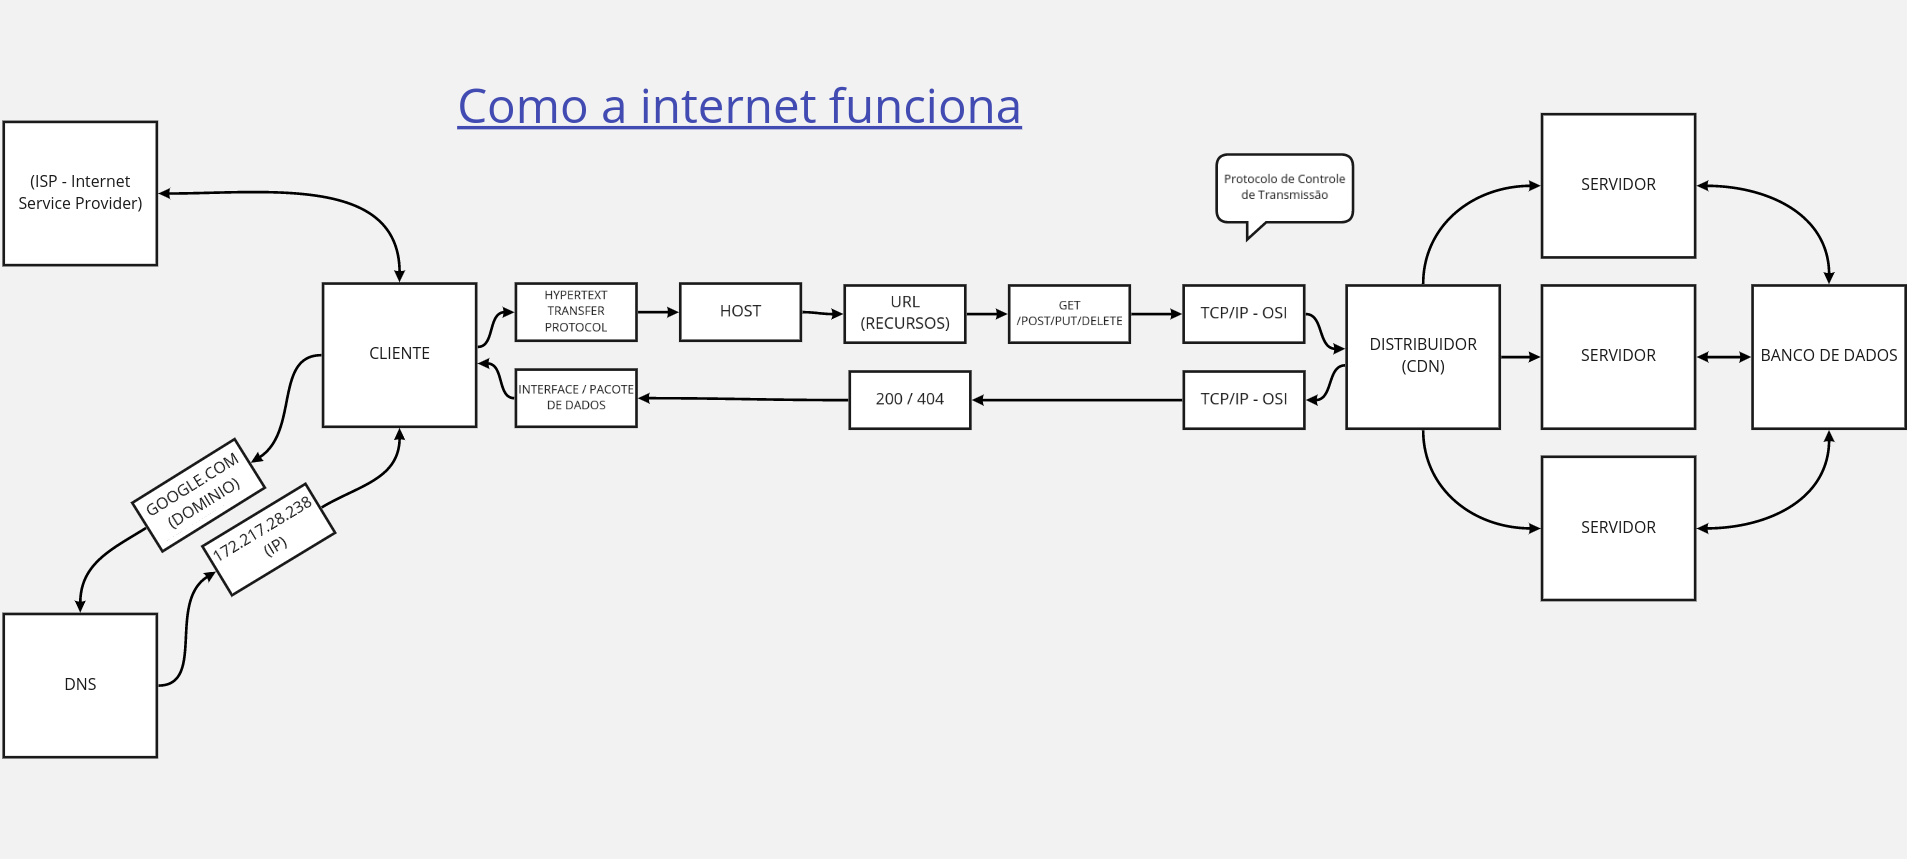 Como a internet funciona
(ISP - Internet
Service Provider)
CLIENTE
HYPERTEXT
TRANSFER
PROTOCOL
HOST
URL
(RECURSOS)
GET
/POST/PUT/DELETE
Protocolo de Controle
de Transmissão
TCP/IP - OSI
DISTRIBUIDOR
(CDN)
SERVIDOR
SERVIDOR
SERVIDOR
BANCO DE DADOS
INTERFACE / PACOTE
DE DADOS
200 / 404
TCP/IP - OSI
GOOGLE.COM
(DOMINIO)
172.217.28.238
(IP)
DNS